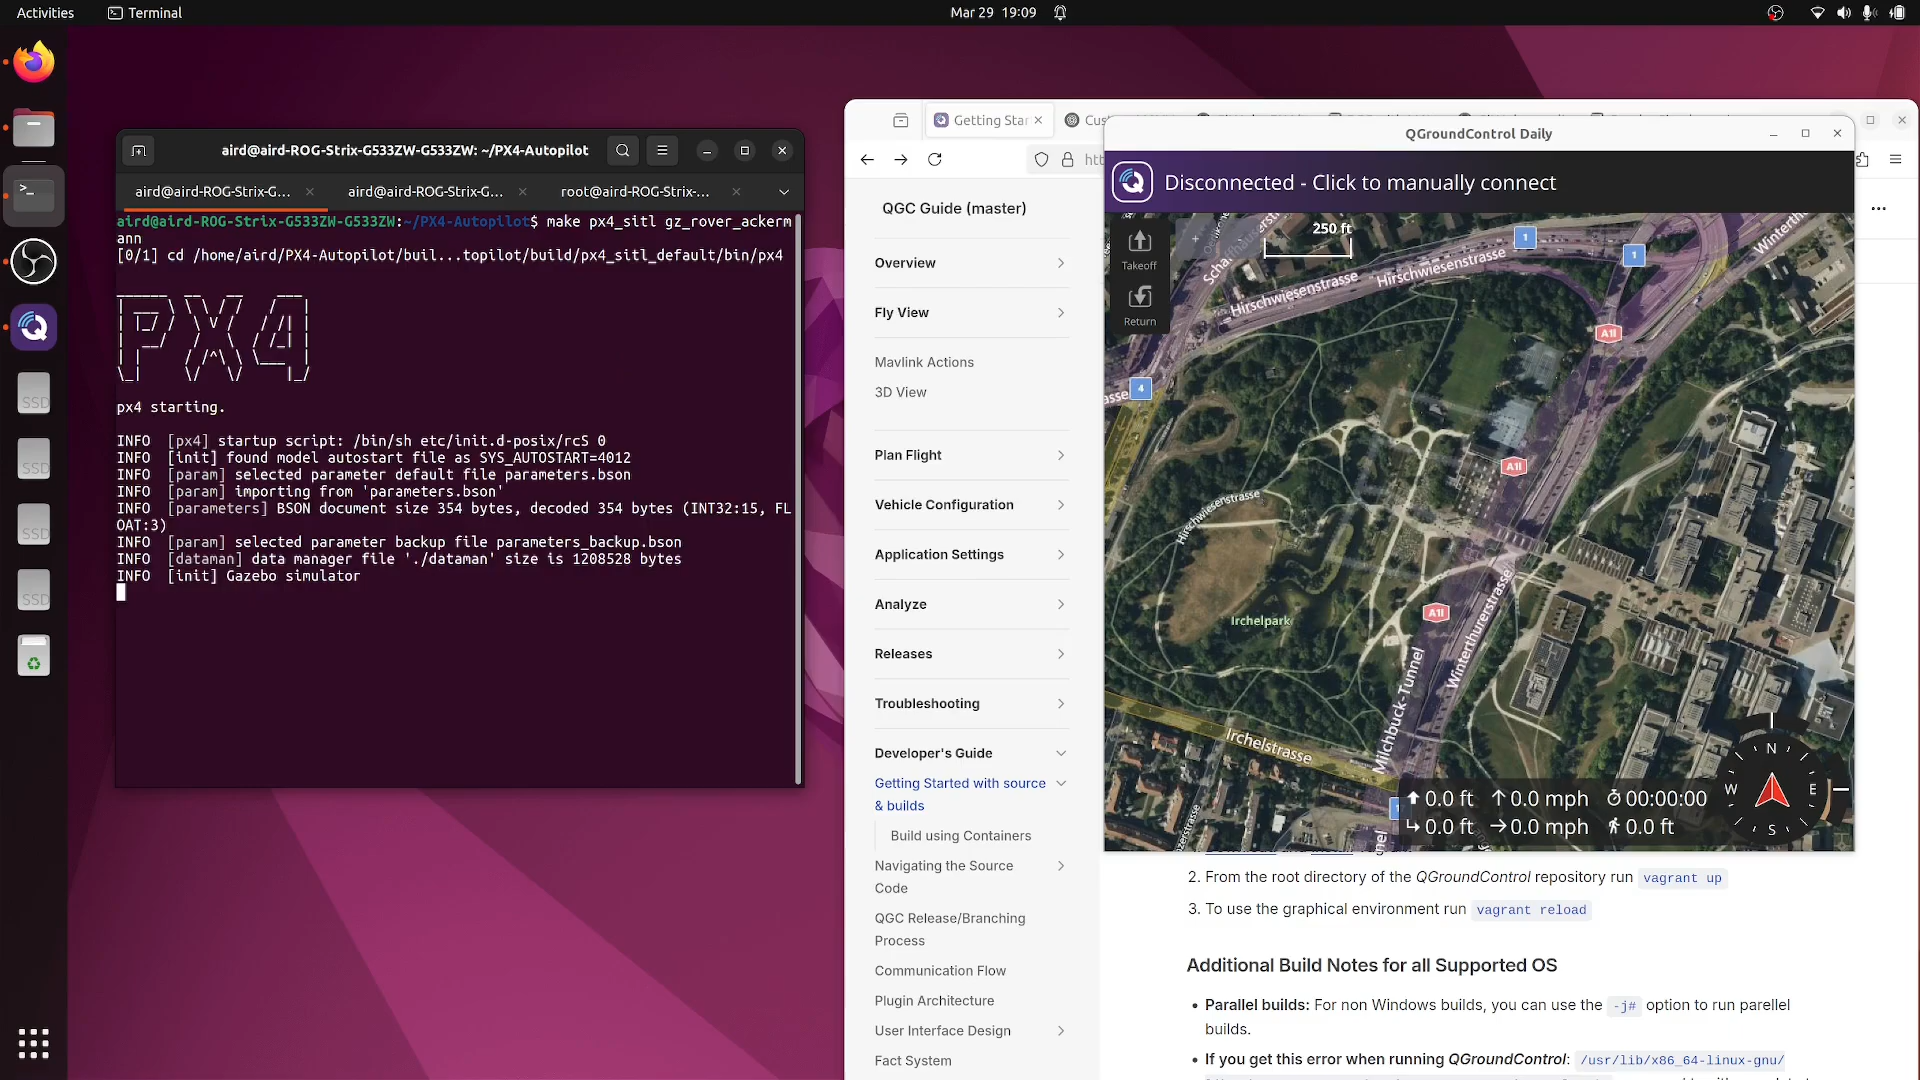 Activities
Terminal
Mar 29 19:09
aird@aird-ROG-Strix-G533ZW-G533ZW: ~/PX4-Autopilot
aird@aird-ROG-Strix-G...
aird@aird-ROG-Strix-G...
root@aird-ROG-Strix-...
aird@aird-ROG-Strix-G533ZW-G533ZW:~/PX4-Autopilot$ make px4_sitl gz_rover_ackerm
ann
[0/1] cd /home/aird/PX4-Autopilot/buil...topilot/build/px4_sitl_default/bin/px4
px4 starting.
INFO [px4] startup script: /bin/sh etc/init.d-posix/rcS 0
INFO [init] found model autostart file as SYS_AUTOSTART=4012
INFO [param] selected parameter default file parameters.bson
INFO [param] importing from 'parameters.bson'
INFO [parameters] BSON document size 354 bytes, decoded 354 bytes (INT32:15, FL
OAT:3)
INFO [param] selected parameter backup file parameters_backup.bson
INFO [dataman] data manager file './dataman' size is 1208528 bytes
INFO [init] Gazebo simulator
SSD
SSD
SSD
SSD
Getting Star
Cus
htt
QGC Guide (master)
Overview
Fly View
Mavlink Actions
3D View
Plan Flight
Vehicle Configuration
Application Settings
Analyze
Releases
Troubleshooting
Developer's Guide
Getting Started with source
& builds
Build using Containers
Navigating the Source
Code
QGC Release/Branching
Process
Communication Flow
Plugin Architecture
User Interface Design
Fact System
QGroundControl Daily
Disconnected - Click to manually connect
Takeoff
Return
250 ft
1
1
4
Hirschwiesenstrasse
Hirschwiesenstrasse
A1l
A1l
A1l
Hirschwiesenstrasse
Irchelpark
Winterthurerstrasse
Milchbuck-Tunnel
Irchelstrasse
N
W
E
S
0.0 ft
0.0 mph
00:00:00
0.0 ft
0.0 mph
0.0 ft
2. From the root directory of the QGroundControl repository run vagrant up
3. To use the graphical environment run vagrant reload
Additional Build Notes for all Supported OS
Parallel builds: For non Windows builds, you can use the -j# option to run parellel
builds.
If you get this error when running QGroundControl: /usr/lib/x86_64-linux-gnu/